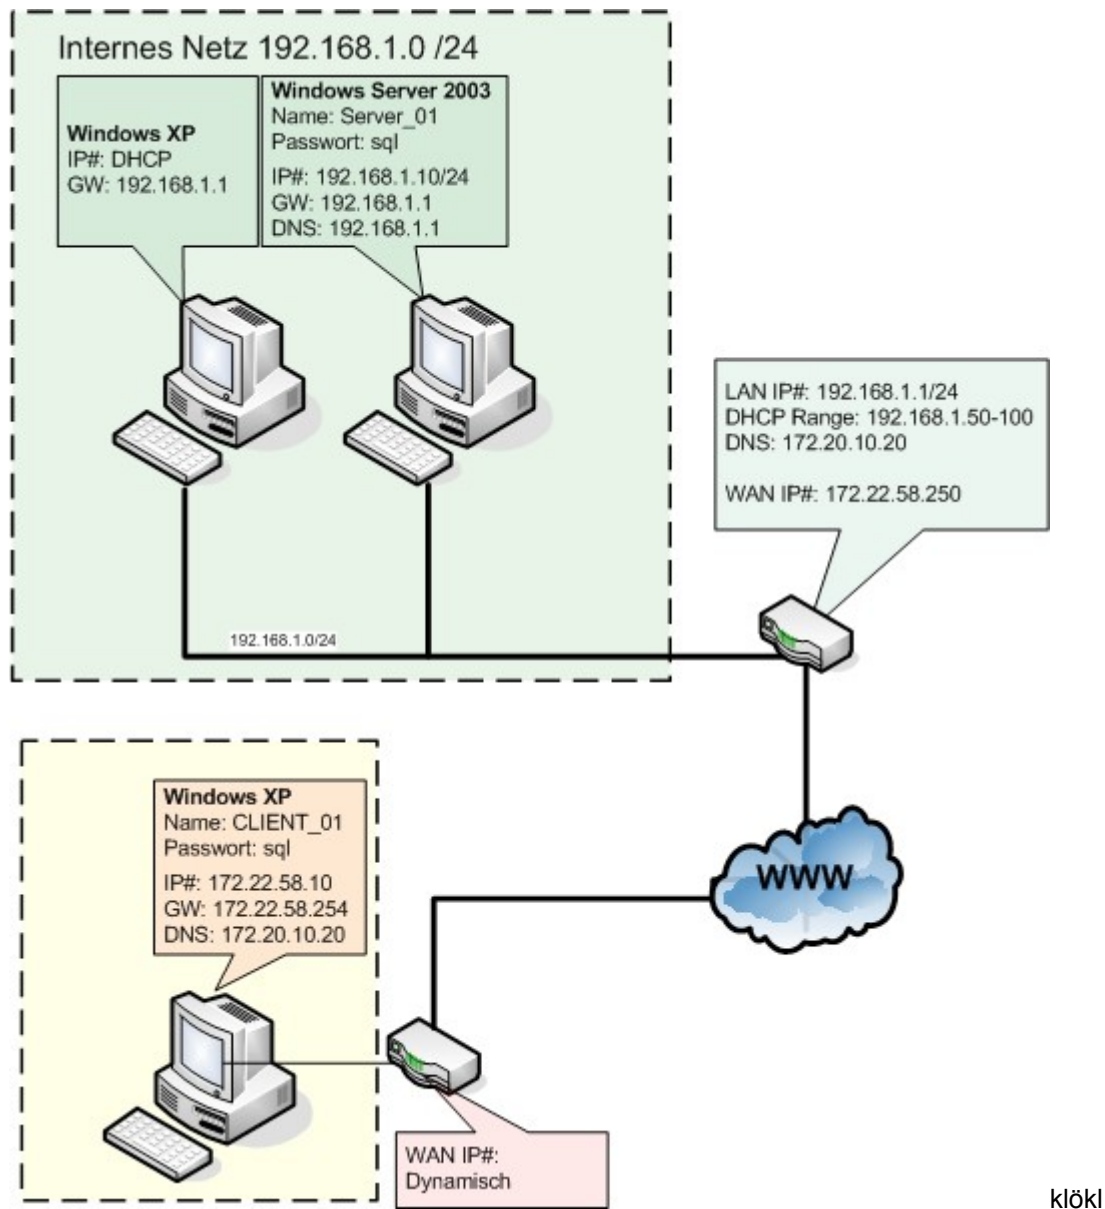 Internes Netz 192.168.1.0 /24
Windows XP
IP#: DHCP
GW: 192.168.1.1
Windows Server 2003
Name: Server_01
Passwort: sql
IP#: 192.168.1.10/24
GW: 192.168.1.1
DNS: 192.168.1.1
LAN IP#: 192.168.1.1/24
DHCP Range: 192.168.1.50-100
DNS: 172.20.10.20
WAN IP#: 172.22.58.250
192.168.1.0/24
Windows XP
Name: CLIENT_01
Passwort: sql
IP#: 172.22.58.10
GW: 172.22.58.254
DNS: 172.20.10.20
WWW
WAN IP#:
Dynamisch
klökl